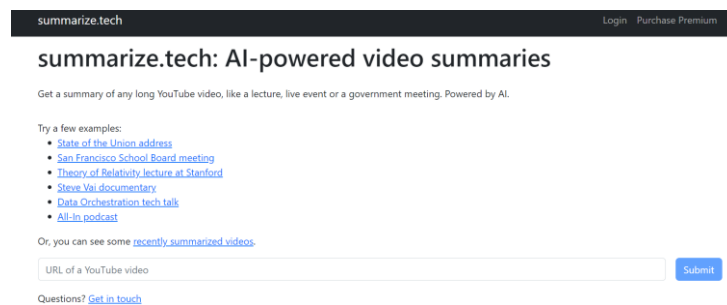 summarize.tech Login Purchase Premium
summarize.tech: AI-powered video summaries
Get a summary of any long YouTube video, like a lecture, live event or a government meeting. Powered by AI.
Try a few examples:
State of the Union address
San Francisco School Board meeting
Theory of Relativity lecture at Stanford
Steve Vai documentary
Data Orchestration tech talk
All-In podcast
Or, you can see some recently summarized videos.
URL of a YouTube video Submit
Questions? Get in touch